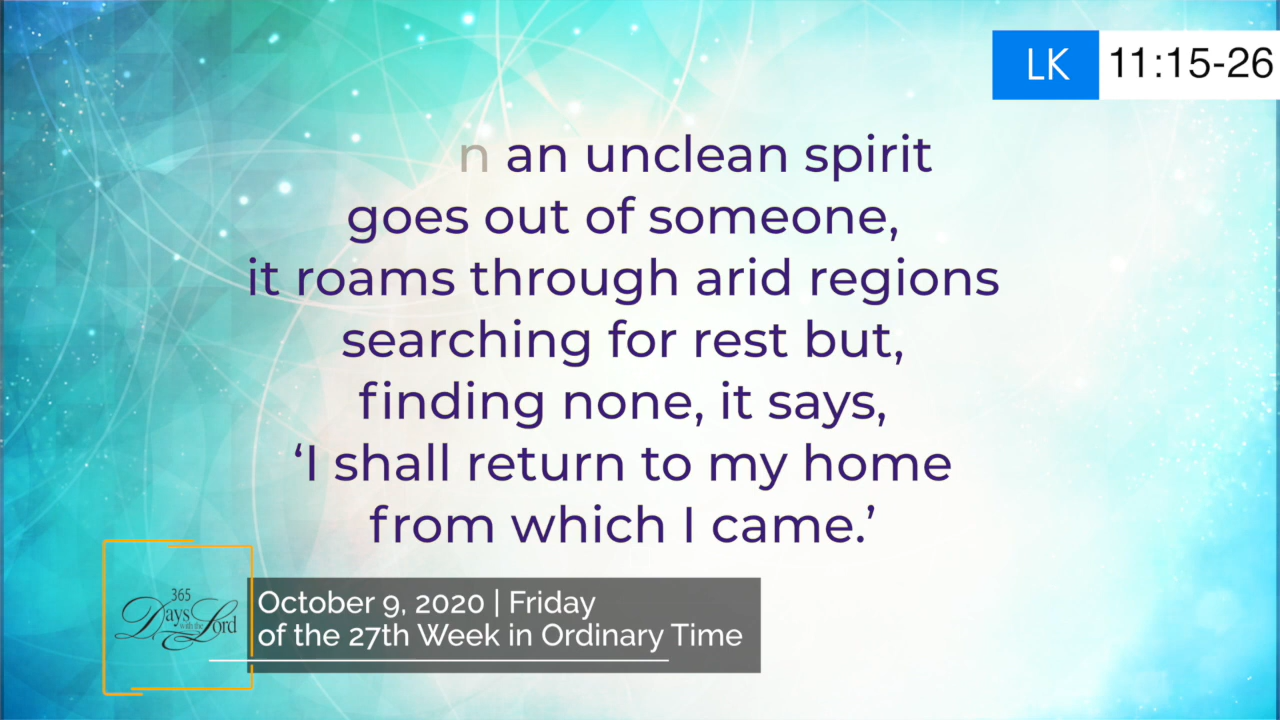 LK 11:15-26
n an unclean spirit
goes out of someone,
it roams through arid regions
searching for rest but,
finding none, it says,
‘I shall return to my home
from which I came.’
365
Days with the Lord
October 9, 2020 | Friday
of the 27th Week in Ordinary Time